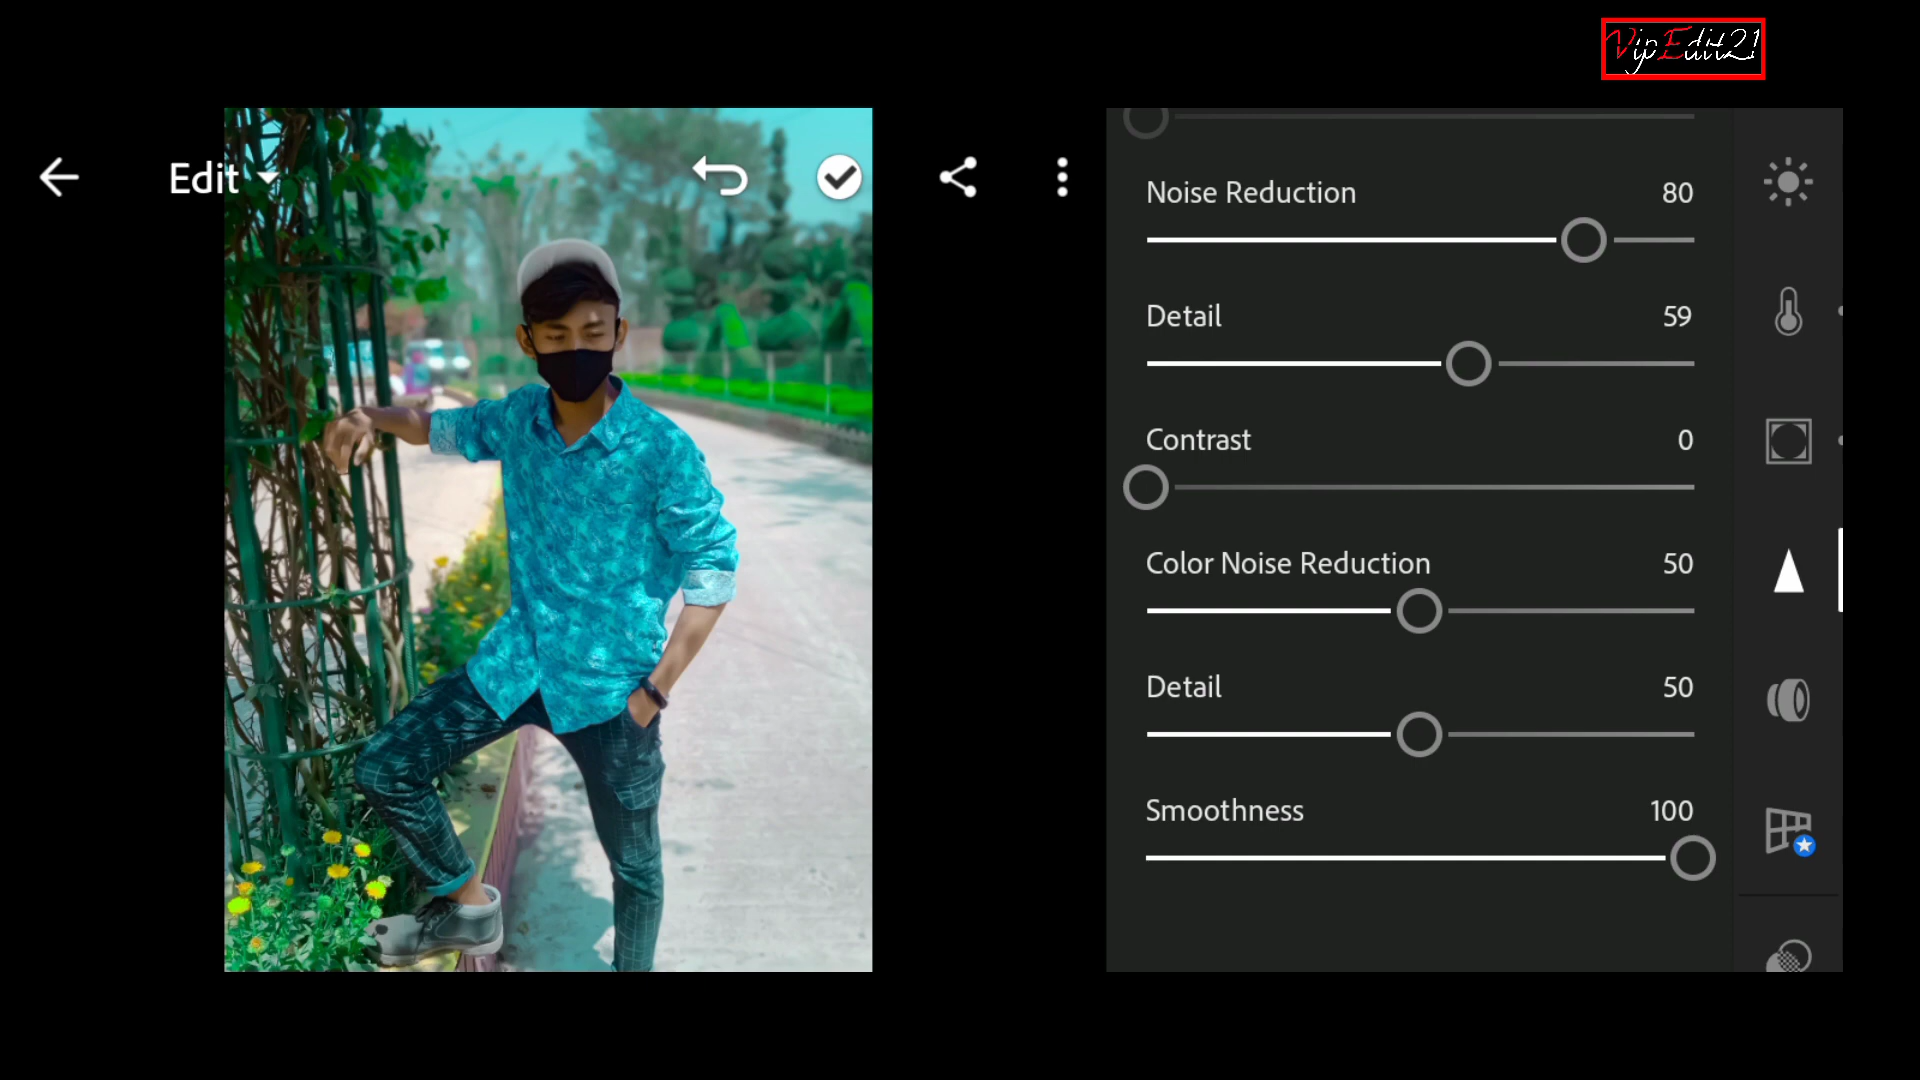 VipEdit21
Edit
Noise Reduction 80
Detail 59
Contrast 0
Color Noise Reduction 50
Detail 50
Smoothness 100